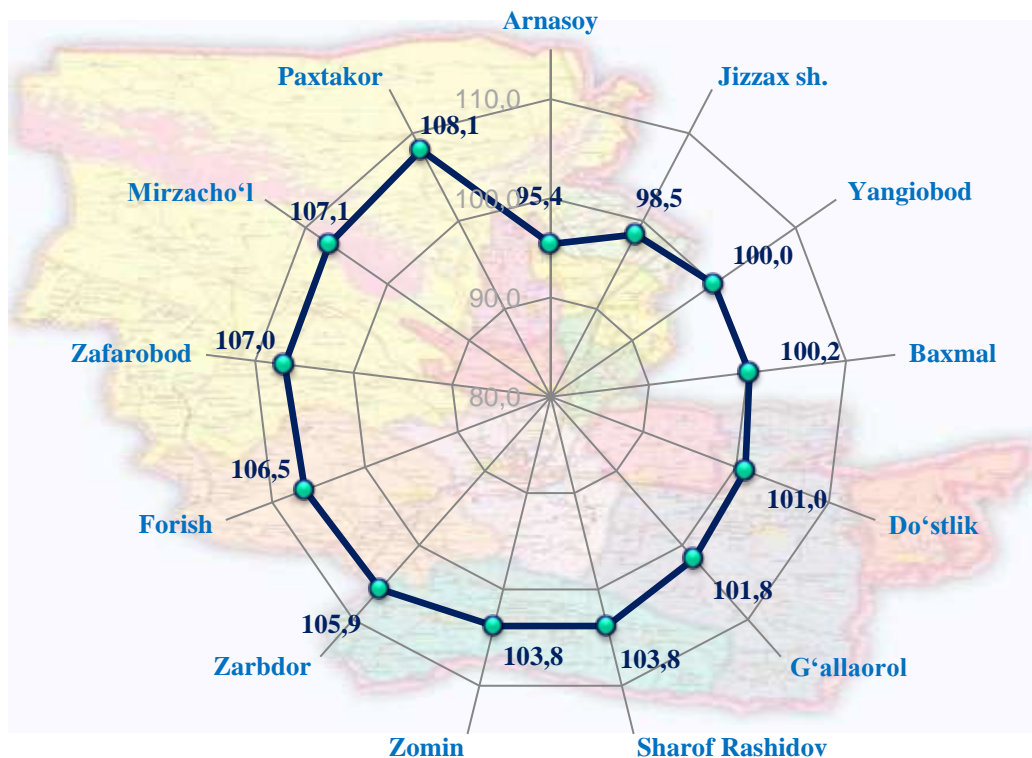 Arnasoy
Paxtakor
Jizzax sh.
110,0
108,1
Mirzacho‘l
107,1
100,0
95,4
98,5
Yangiobod
100,0
90,0
Zafarobod
107,0
100,2
Baxmal
80,0
106,5
101,0
Forish
Do‘stlik
101,8
105,9
103,8
103,8
Zarbdor
G‘allaorol
Zomin
Sharof Rashidov